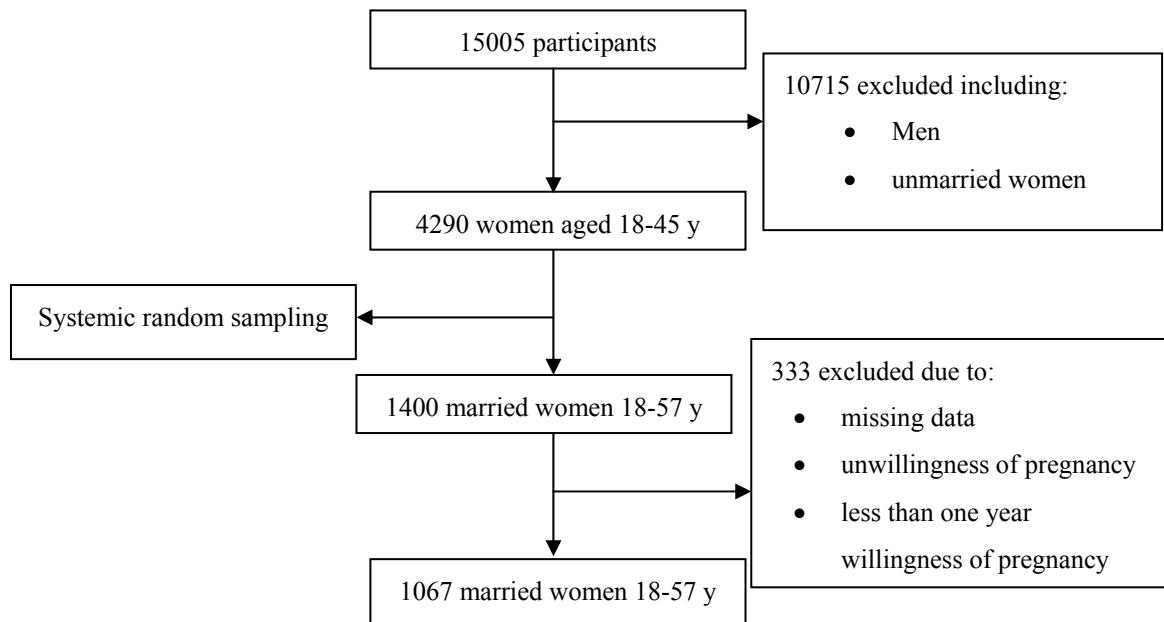 15005 participants
10715 excluded including:
• Men
• unmarried women
4290 women aged 18-45 y
Systemic random sampling
1400 married women 18-57 y
333 excluded due to:
• missing data
• unwillingness of pregnancy
• less than one year
willingness of pregnancy
1067 married women 18-57 y